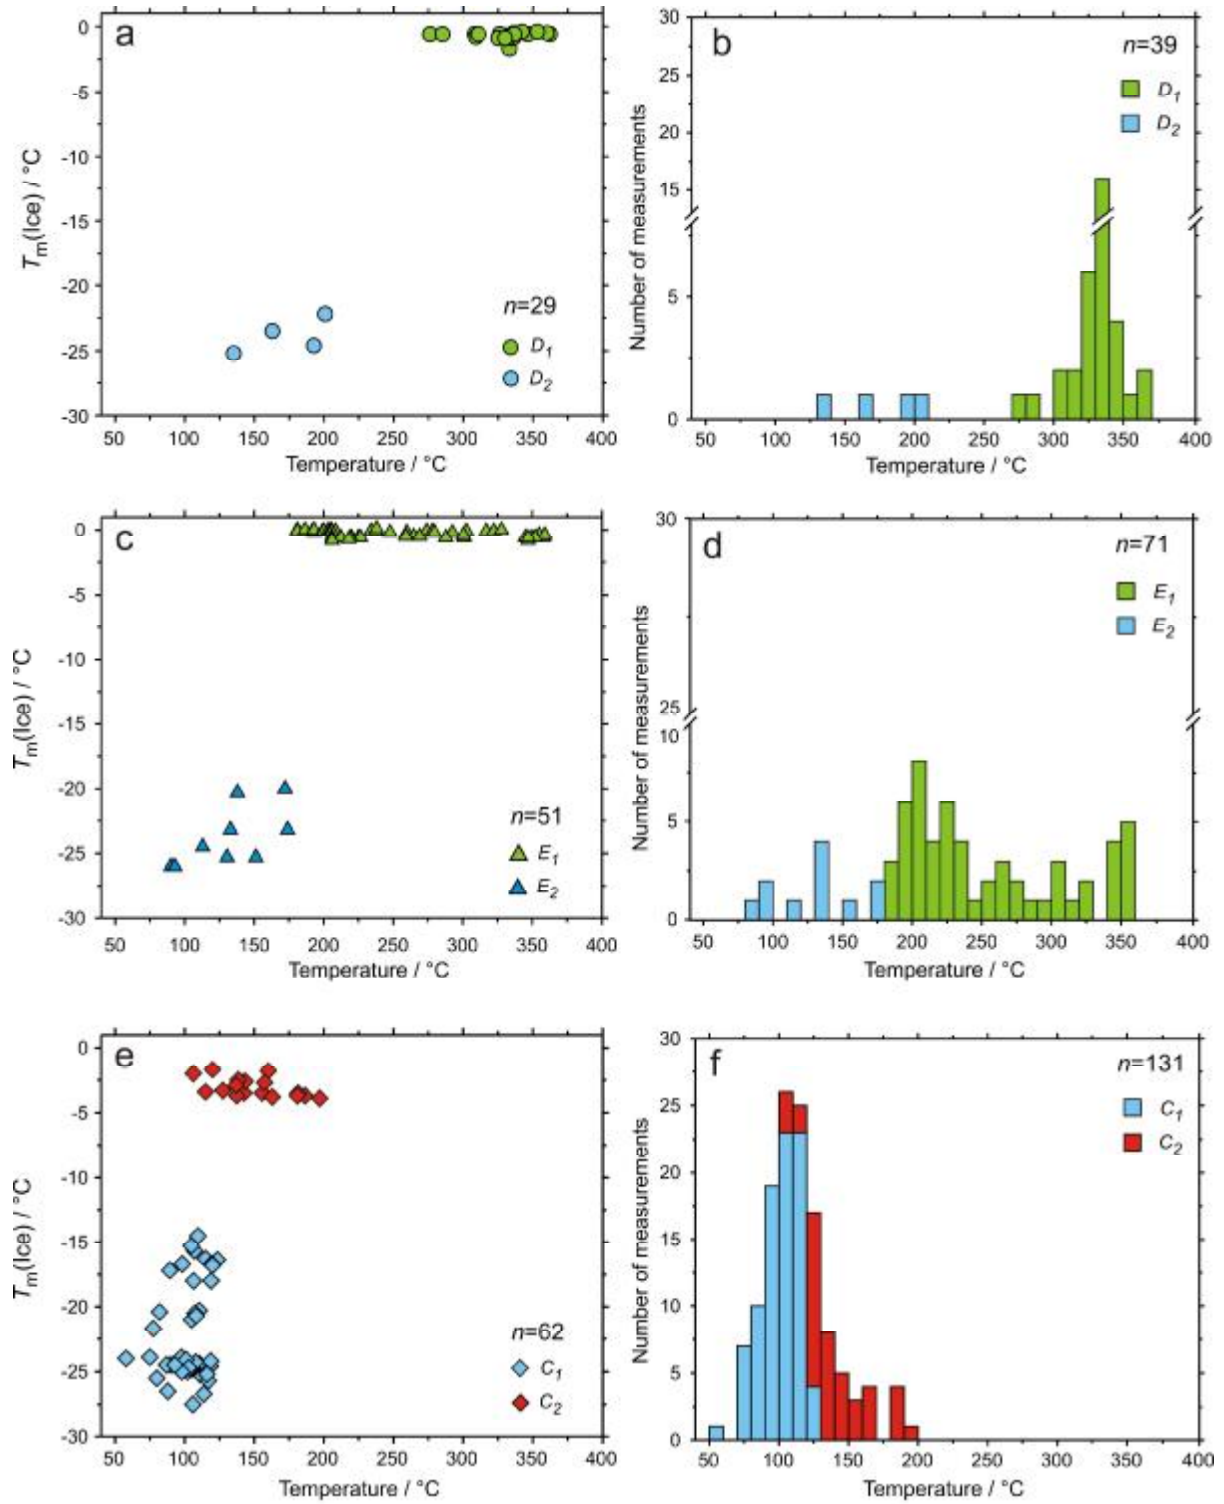 a
0
-5
-10
-15
-20
-25
-30
Tm(Ice) / °C
n=29
D1
D2
50 100 150 200 250 300 350 400
Temperature / °C
b
30
25
20
15
5
0
Number of measurements
n=39
D1
D2
50 100 150 200 250 300 350 400
Temperature / °C
c
0
-5
-10
-15
-20
-25
-30
Tm(Ice) / °C
n=51
E1
E2
50 100 150 200 250 300 350 400
Temperature / °C
d
30
25
10
5
0
Number of measurements
n=71
E1
E2
50 100 150 200 250 300 350 400
Temperature / °C
e
0
-5
-10
-15
-20
-25
-30
Tm(Ice) / °C
n=62
C1
C2
50 100 150 200 250 300 350 400
Temperature / °C
f
30
25
20
15
10
5
0
Number of measurements
n=131
C1
C2
50 100 150 200 250 300 350 400
Temperature / °C